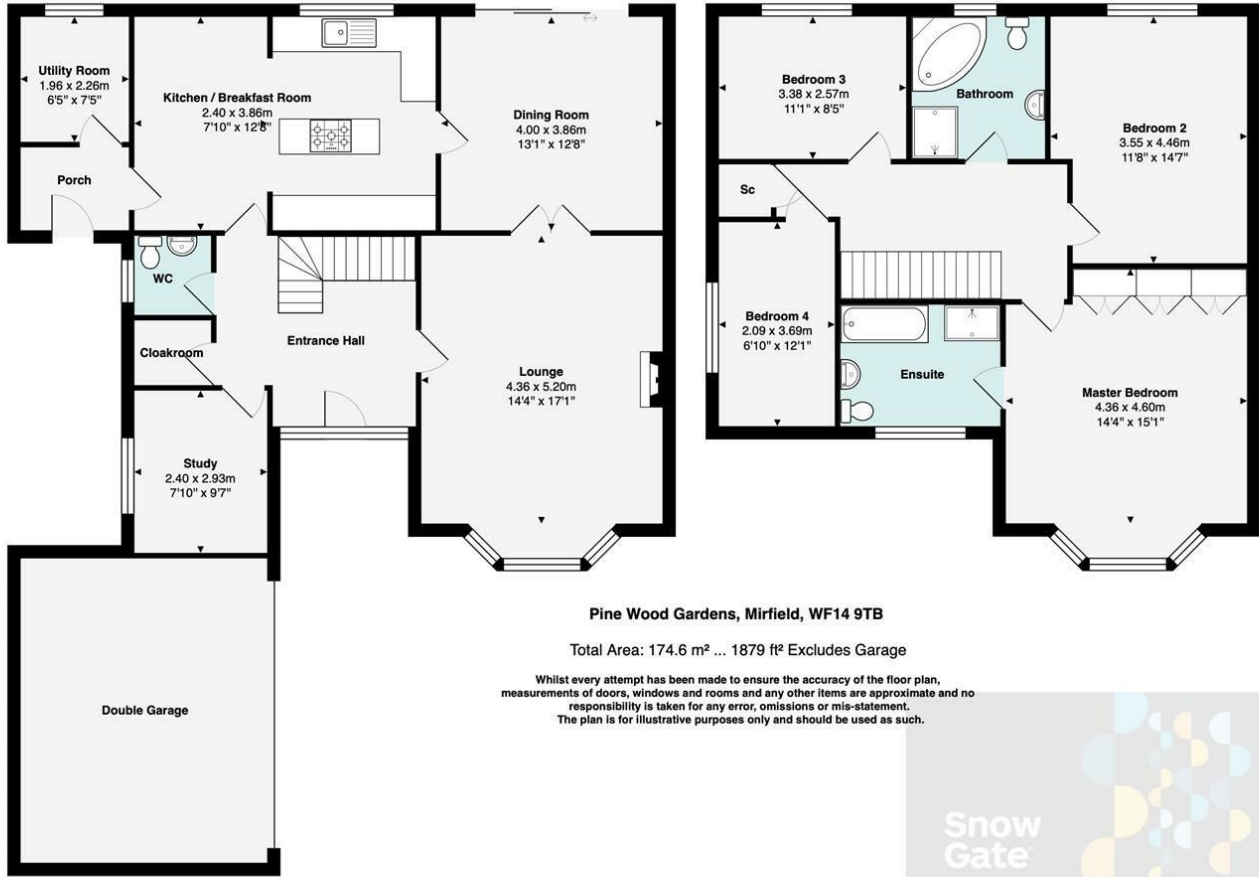 Utility Room
1.96 x 2.26m
6'5" x 7'5"
Kitchen / Breakfast Room
2.40 x 3.86m
7'10" x 12'8"
Dining Room
4.00 x 3.86m
13'1" x 12'8"
Porch
WC
Cloakroom
Entrance Hall
Lounge
4.36 x 5.20m
14'4" x 17'1"
Study
2.40 x 2.93m
7'10" x 9'7"
Double Garage
Bedroom 3
3.38 x 2.57m
11'1" x 8'5"
Bathroom
Bedroom 2
3.55 x 4.46m
11'8" x 14'7"
Sc
Bedroom 4
2.09 x 3.69m
6'10" x 12'1"
Ensuite
Master Bedroom
4.36 x 4.60m
14'4" x 15'1"
Pine Wood Gardens, Mirfield, WF14 9TB
Total Area: 174.6 m² ... 1879 ft² Excludes Garage
Whilst every attempt has been made to ensure the accuracy of the floor plan,
measurements of doors, windows and rooms and any other items are approximate and no
responsibility is taken for any error, omissions or mis-statement.
The plan is for illustrative purposes only and should be used as such.
Snow
Gate